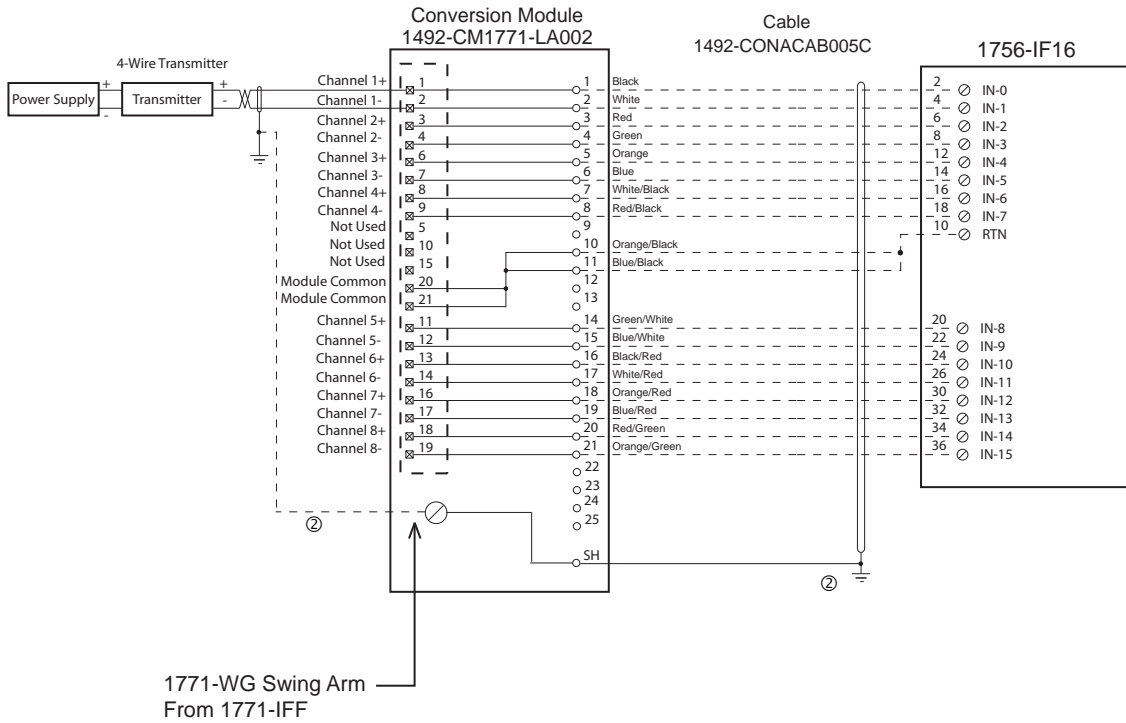 Conversion Module
1492-CM1771-LA002
Cable
1492-CONACAB005C
1756-IF16
4-Wire Transmitter
Power Supply + - Transmitter + -
Channel 1+ 1 1 Black 2 IN-0
Channel 1- 2 2 White 4 IN-1
Channel 2+ 3 3 Red 6 IN-2
Channel 2- 4 4 Green 8 IN-3
Channel 3+ 6 5 Orange 12 IN-4
Channel 3- 7 6 Blue 14 IN-5
Channel 4+ 8 7 White/Black 16 IN-6
Channel 4- 9 8 Red/Black 18 IN-7
Not Used 5 9 10 RTN
Not Used 10 10 Orange/Black
Not Used 15 11 Blue/Black
Module Common 20 12
Module Common 21 13
Channel 5+ 11 14 Green/White 20 IN-8
Channel 5- 12 15 Blue/White 22 IN-9
Channel 6+ 13 16 Black/Red 24 IN-10
Channel 6- 14 17 White/Red 26 IN-11
Channel 7+ 16 18 Orange/Red 30 IN-12
Channel 7- 17 19 Blue/Red 32 IN-13
Channel 8+ 18 20 Red/Green 34 IN-14
Channel 8- 19 21 Orange/Green 36 IN-15
22
23
24
25
②
SH
②
1771-WG Swing Arm
From 1771-IFF